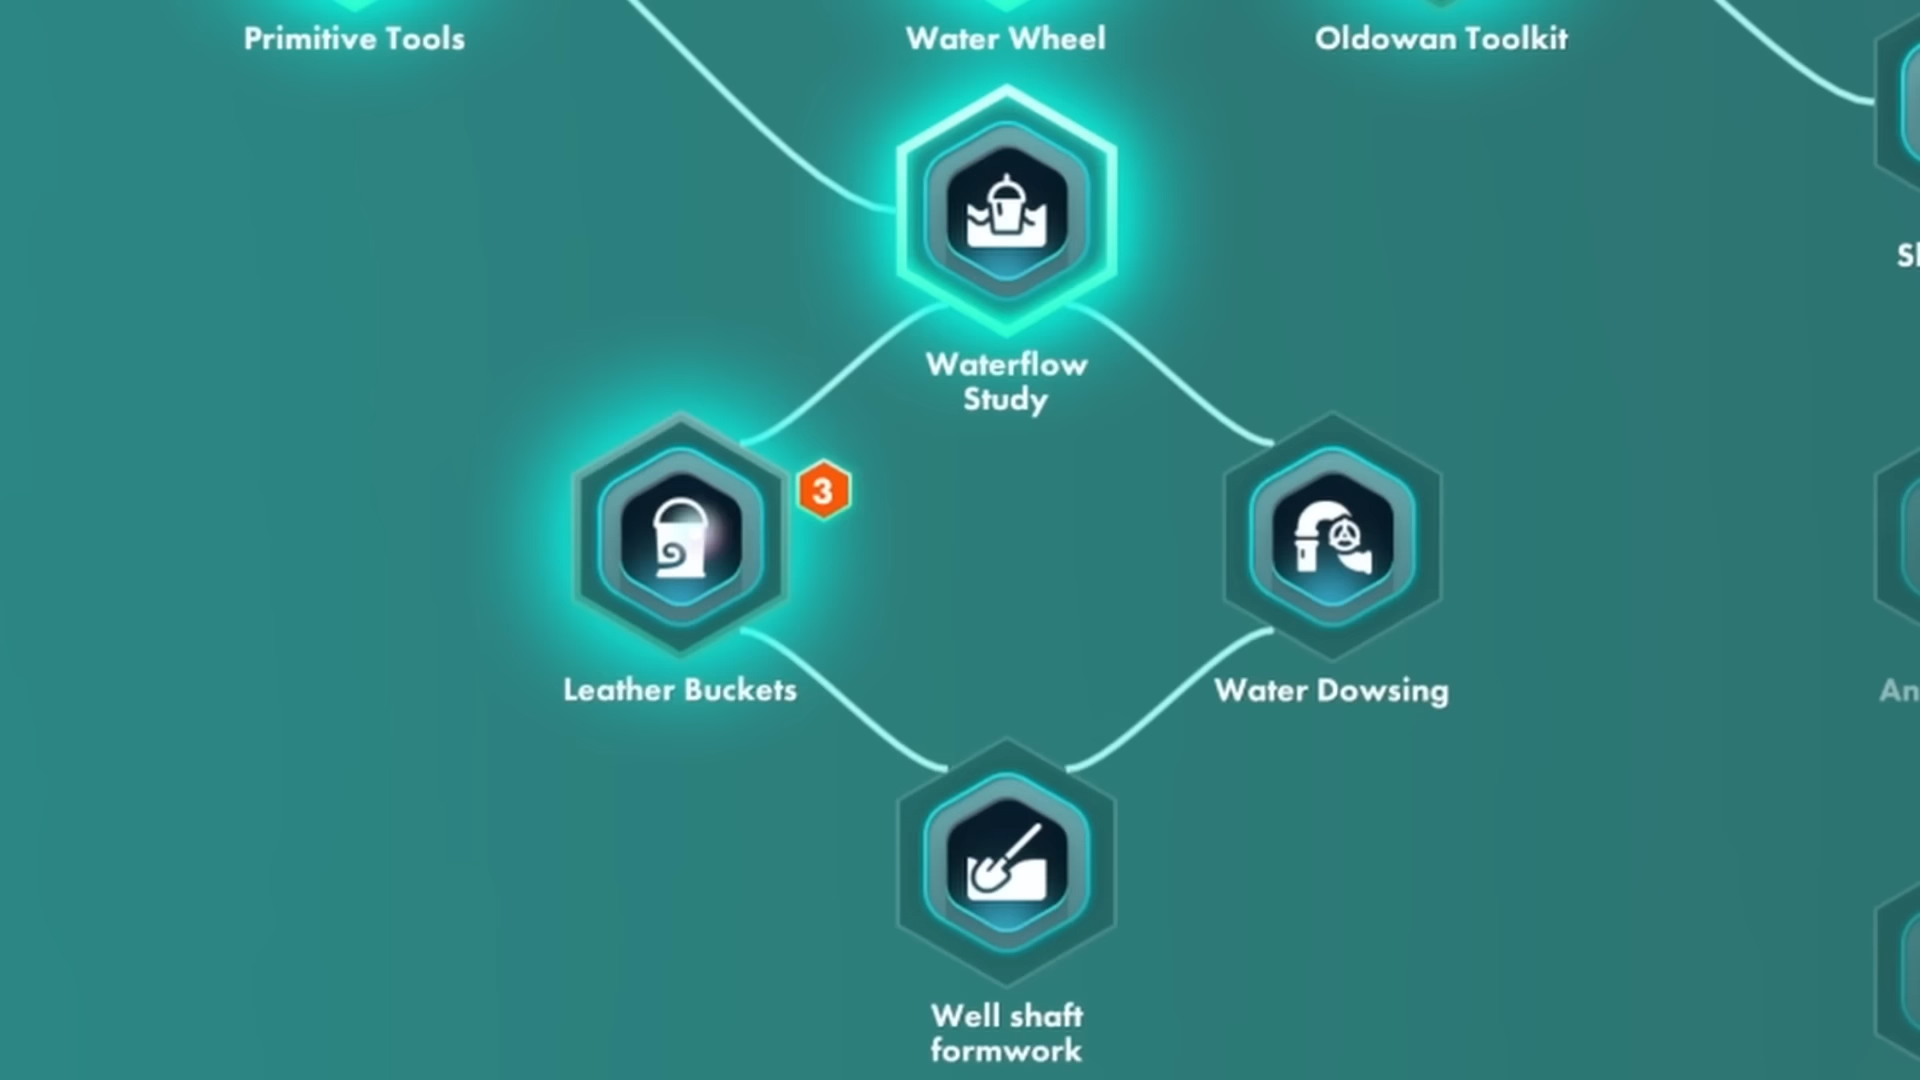 Primitive Tools
Water Wheel
Oldowan Toolkit
Waterflow
Study
3
Leather Buckets
Water Dowsing
Well shaft
formwork